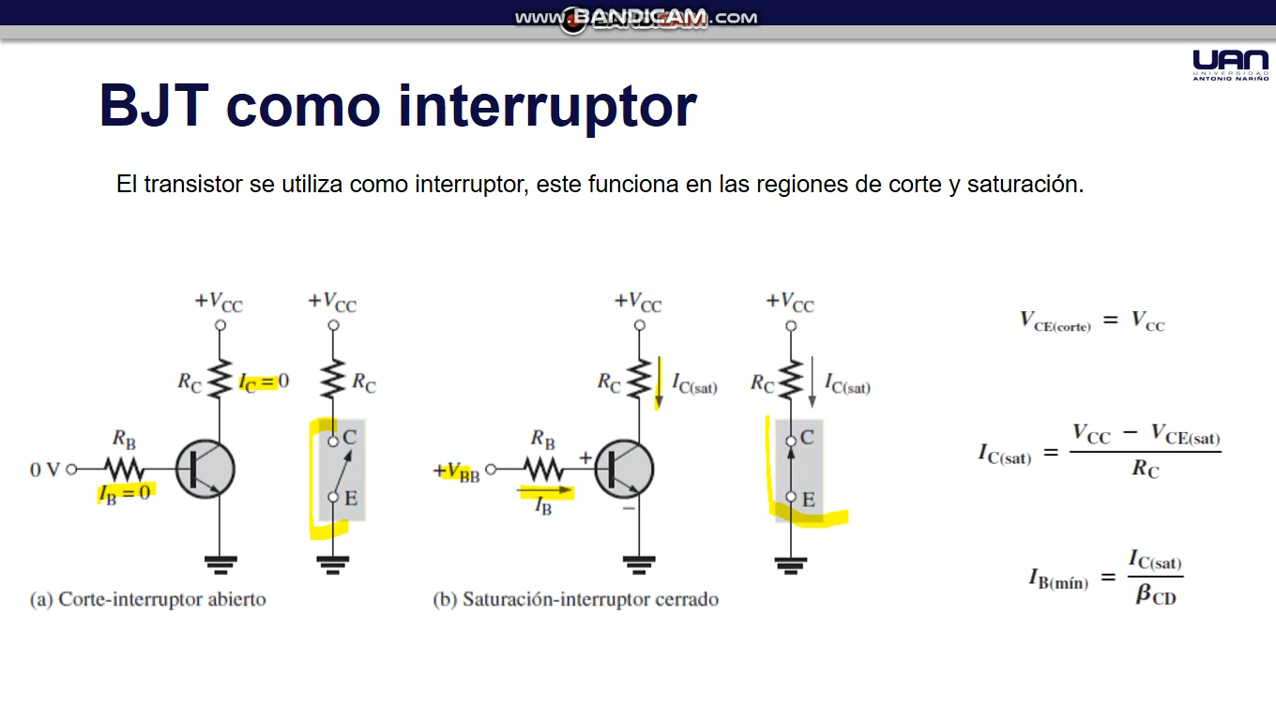 www.BANDICAM.com
UAN
UNIVERSIDAD
ANTONIO NARIÑO
BJT como interruptor
El transistor se utiliza como interruptor, este funciona en las regiones de corte y saturación.
+VCC
+VCC
+VCC
+VCC
RC
IC = 0
RC
RC
IC(sat)
RC
IC(sat)
RB
0 V
IB = 0
C
E
RB
+VBB
+
−
IB
C
E
(a) Corte-interruptor abierto
(b) Saturación-interruptor cerrado
VCE(corte) = VCC
IC(sat) = VCC − VCE(sat)
RC
IB(mín) = IC(sat)
βCD